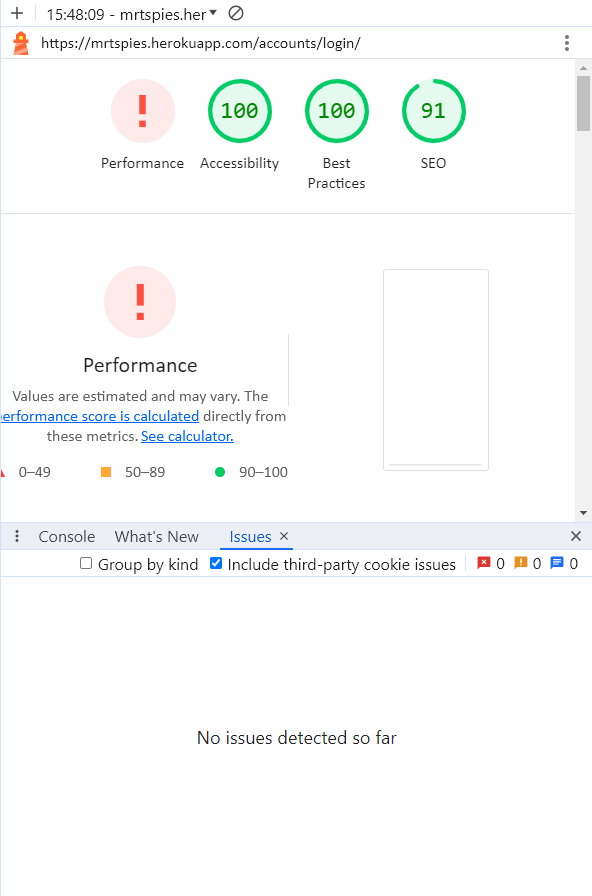 15:48:09 - mrtspies.her
https://mrtspies.herokuapp.com/accounts/login/
! 100 100 91
Performance Accessibility Best Practices SEO
!
Performance
Values are estimated and may vary. The
performance score is calculated directly from
these metrics. See calculator.
0–49 50–89 90–100
Console What's New Issues ×
Group by kind Include third-party cookie issues 0 0 0
No issues detected so far